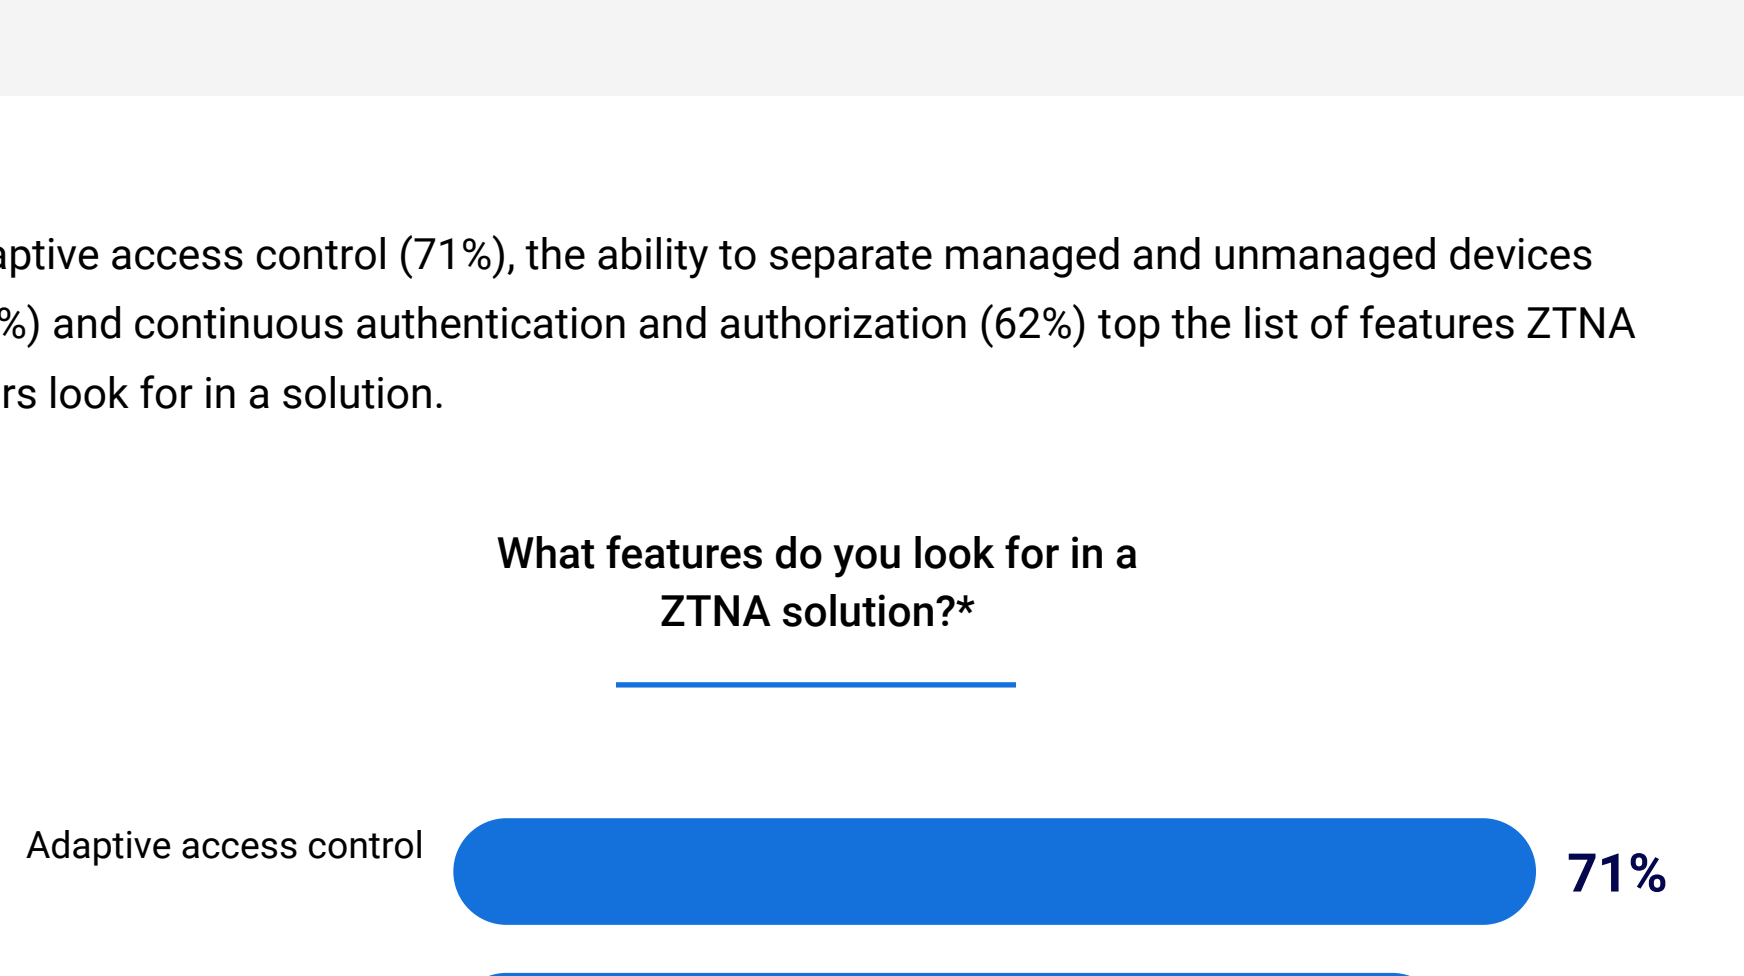 aptive access control (71%), the ability to separate managed and unmanaged devices
%) and continuous authentication and authorization (62%) top the list of features ZTNA
rs look for in a solution.
What features do you look for in a
ZTNA solution?*
Adaptive access control
71%